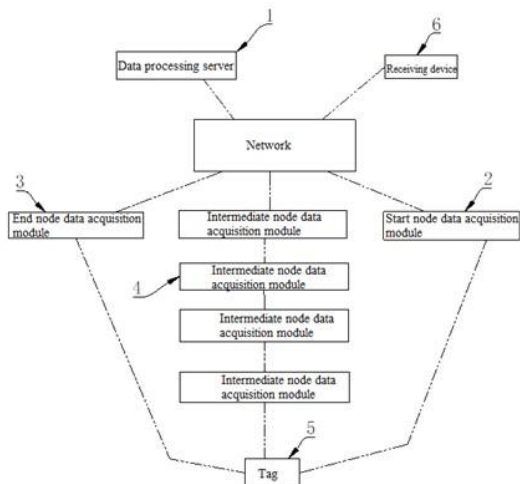 1
6
Data processing server
Receiving device
Network
3
2
End node data acquisition
module
Intermediate node data
acquisition module
Start node data acquisition
module
4
Intermediate node data
acquisition module
Intermediate node data
acquisition module
Intermediate node data
acquisition module
5
Tag